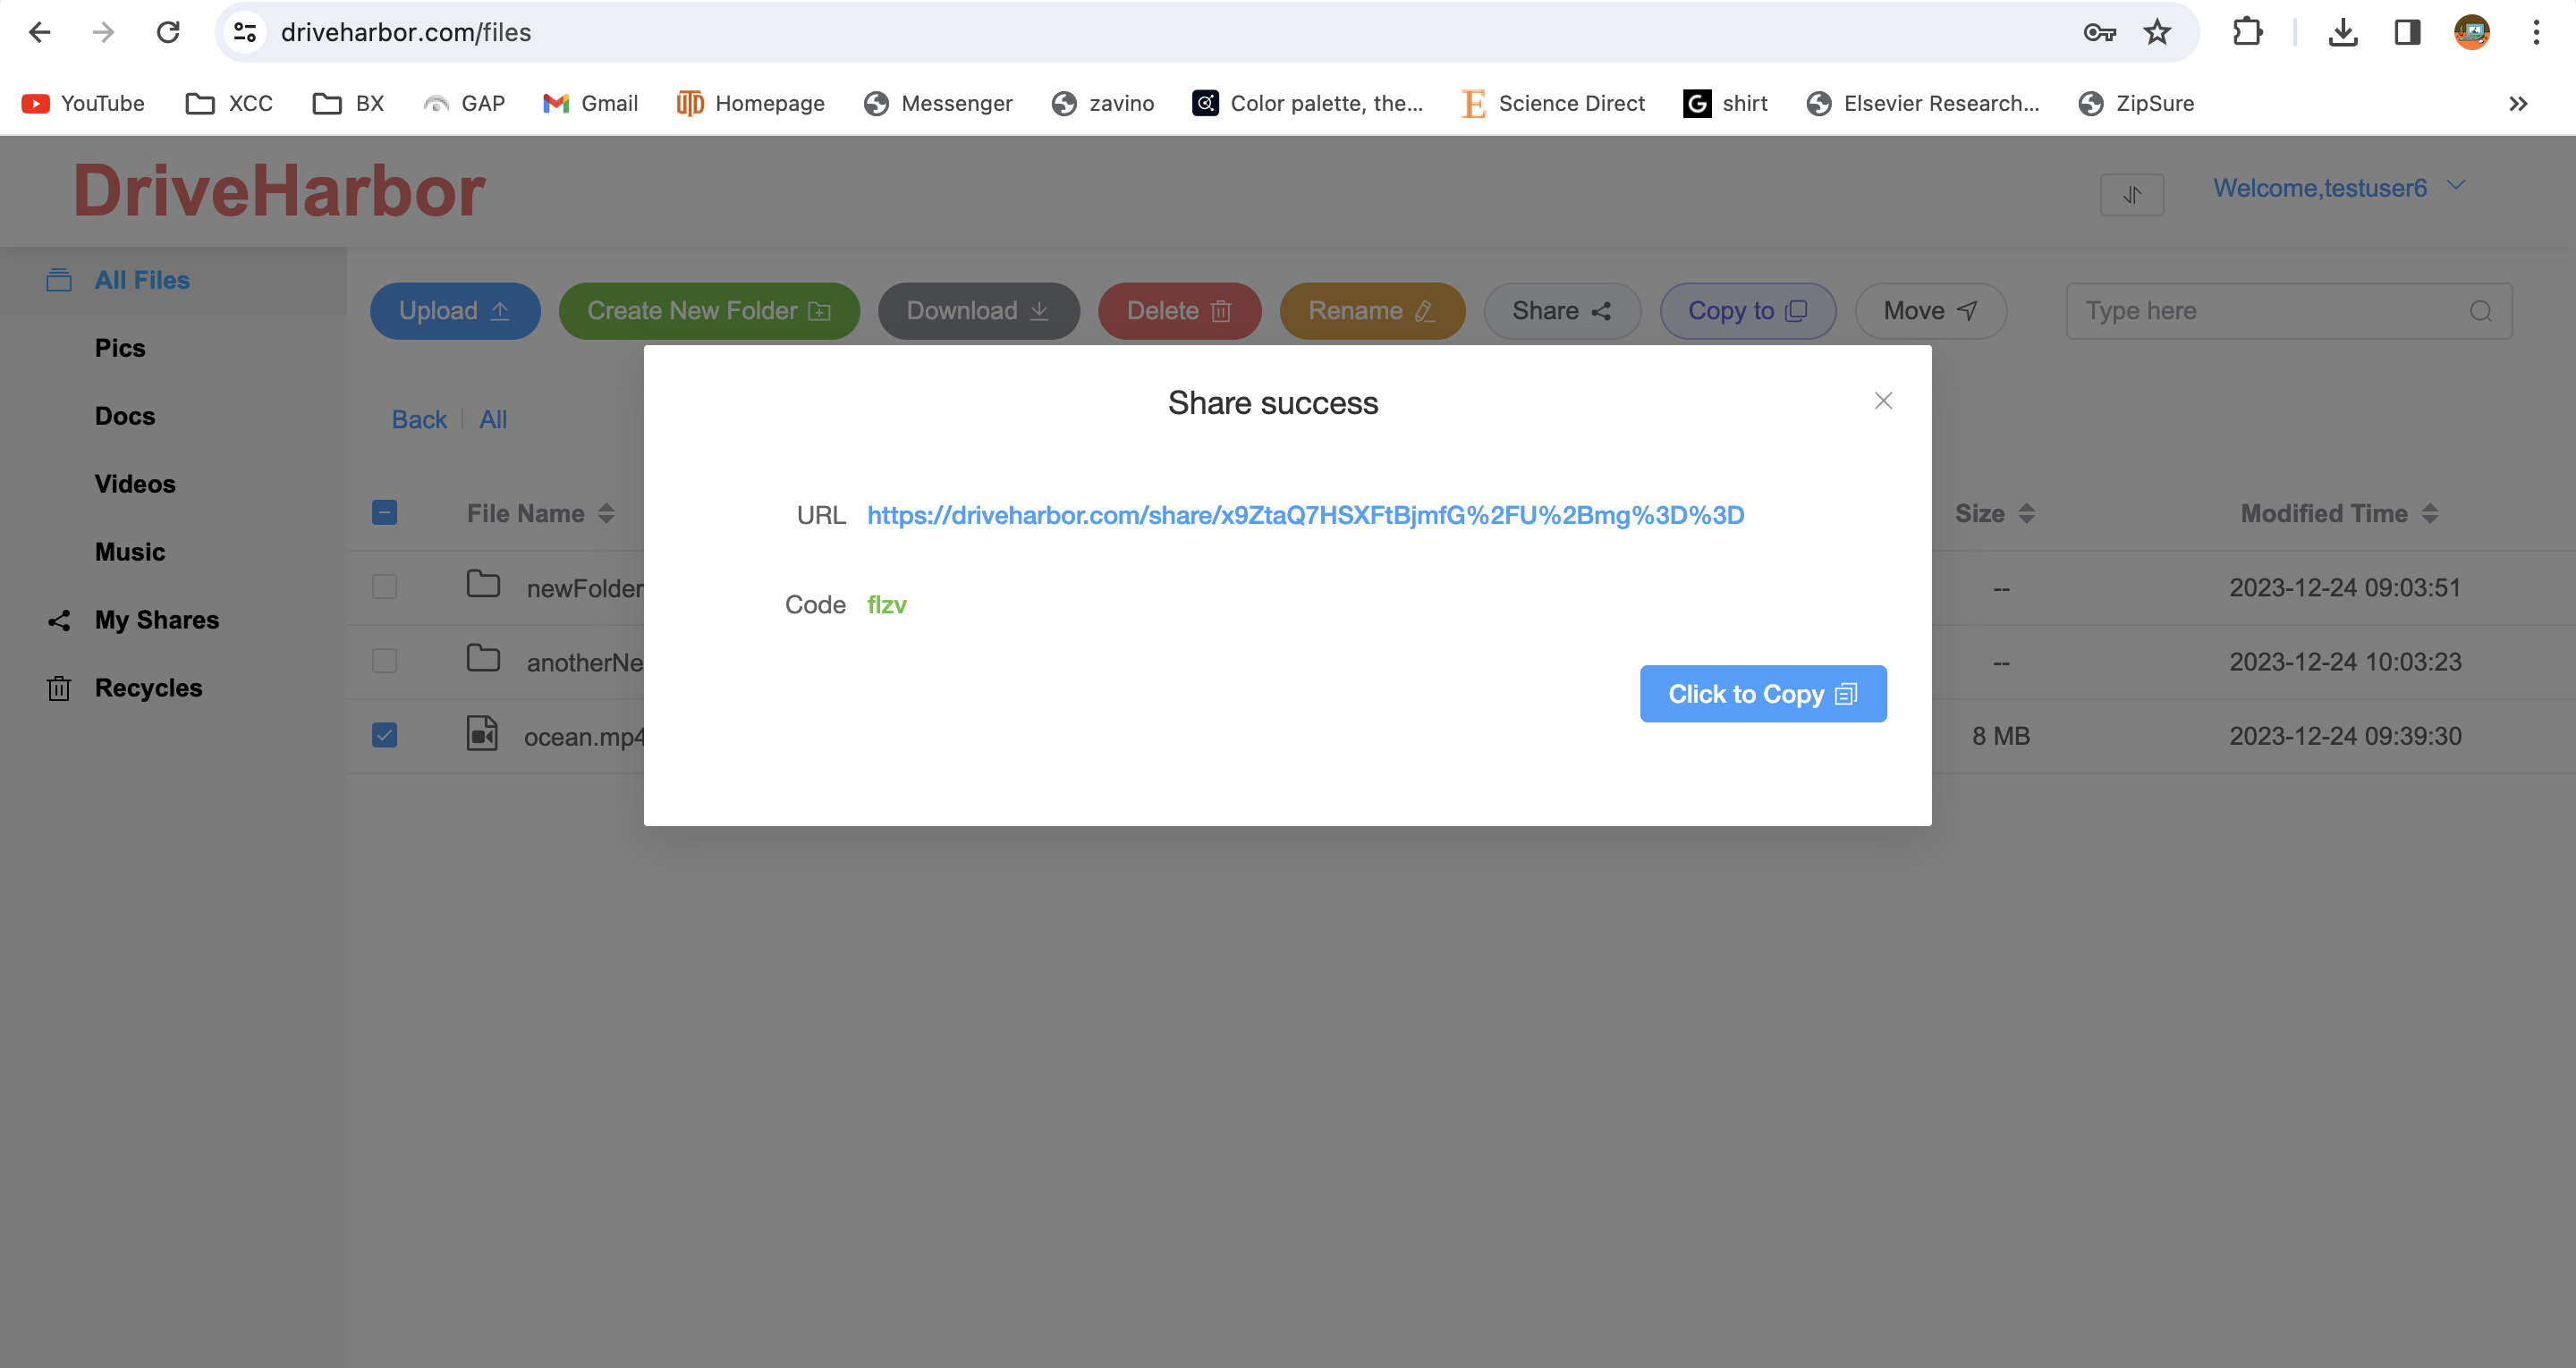 driveharbor.com/files
YouTube XCC BX GAP Gmail Homepage Messenger zavino Color palette, the... Science Direct shirt Elsevier Research... ZipSure
DriveHarbor
Welcome,testuser6
All Files
Pics
Docs
Videos
Music
My Shares
Recycles
Upload Create New Folder Download Delete Rename Share Copy to Move Type here
Back All
File Name Size Modified Time
newFolder -- 2023-12-24 09:03:51
anotherNe -- 2023-12-24 10:03:23
ocean.mp4 8 MB 2023-12-24 09:39:30
Share success
URL https://driveharbor.com/share/x9ZtaQ7HSXFtBjmfG%2FU%2Bmg%3D%3D
Code flzv
Click to Copy